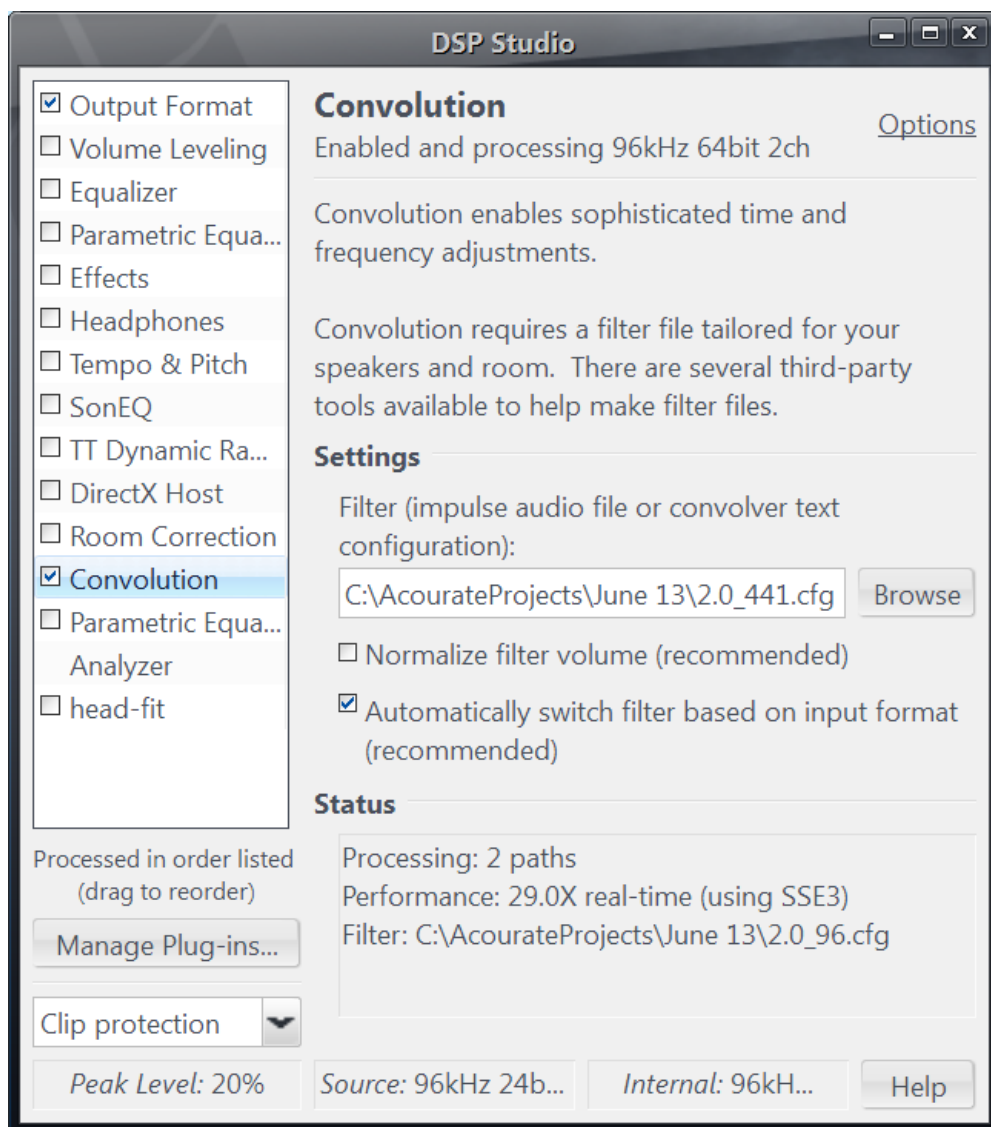 DSP Studio
Output Format
Volume Leveling
Equalizer
Parametric Equa...
Effects
Headphones
Tempo & Pitch
SonEQ
TT Dynamic Ra...
DirectX Host
Room Correction
Convolution
Parametric Equa...
Analyzer
head-fit
Processed in order listed
(drag to reorder)
Manage Plug-ins...
Clip protection
Convolution
Options
Enabled and processing 96kHz 64bit 2ch
Convolution enables sophisticated time and
frequency adjustments.
Convolution requires a filter file tailored for your
speakers and room.  There are several third-party
tools available to help make filter files.
Settings
Filter (impulse audio file or convolver text
configuration):
C:\AcourateProjects\June 13\2.0_441.cfg
Browse
Normalize filter volume (recommended)
Automatically switch filter based on input format
(recommended)
Status
Processing: 2 paths
Performance: 29.0X real-time (using SSE3)
Filter: C:\AcourateProjects\June 13\2.0_96.cfg
Peak Level: 20%
Source: 96kHz 24b...
Internal: 96kH...
Help